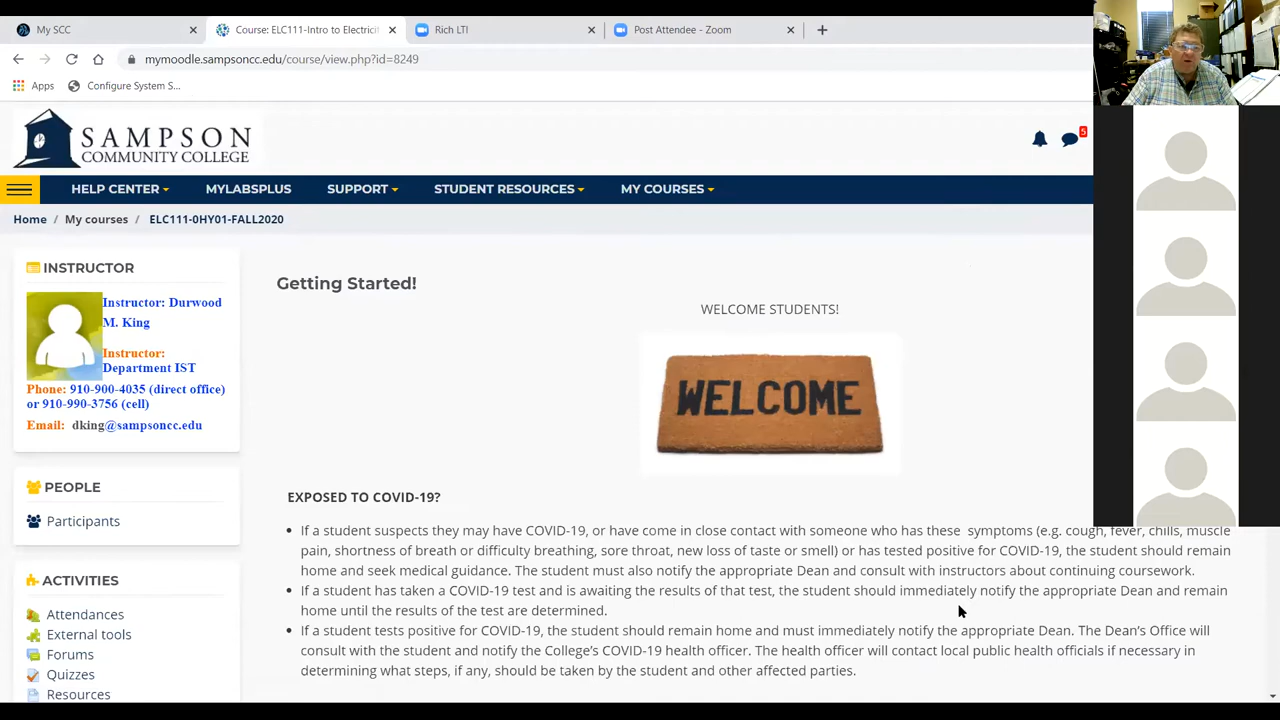 My SCC
Course: ELC111-Intro to Electricit
Rich LTI
Post Attendee - Zoom
mymoodle.sampsoncc.edu/course/view.php?id=8249
Apps
Configure System S...
SAMPSON
COMMUNITY COLLEGE
5
HELP CENTER
MYLABSPLUS
SUPPORT
STUDENT RESOURCES
MY COURSES
Home / My courses / ELC111-0HY01-FALL2020
INSTRUCTOR
Instructor: Durwood
M. King
Instructor:
Department IST
Phone: 910-900-4035 (direct office)
or 910-990-3756 (cell)
Email: dking@sampsoncc.edu
PEOPLE
Participants
ACTIVITIES
Attendances
External tools
Forums
Quizzes
Resources
Getting Started!
WELCOME STUDENTS!
WELCOME
EXPOSED TO COVID-19?
If a student suspects they may have COVID-19, or have come in close contact with someone who has these symptoms (e.g. cough, fever, chills, muscle
pain, shortness of breath or difficulty breathing, sore throat, new loss of taste or smell) or has tested positive for COVID-19, the student should remain
home and seek medical guidance. The student must also notify the appropriate Dean and consult with instructors about continuing coursework.
If a student has taken a COVID-19 test and is awaiting the results of that test, the student should immediately notify the appropriate Dean and remain
home until the results of the test are determined.
If a student tests positive for COVID-19, the student should remain home and must immediately notify the appropriate Dean. The Dean's Office will
consult with the student and notify the College's COVID-19 health officer. The health officer will contact local public health officials if necessary in
determining what steps, if any, should be taken by the student and other affected parties.